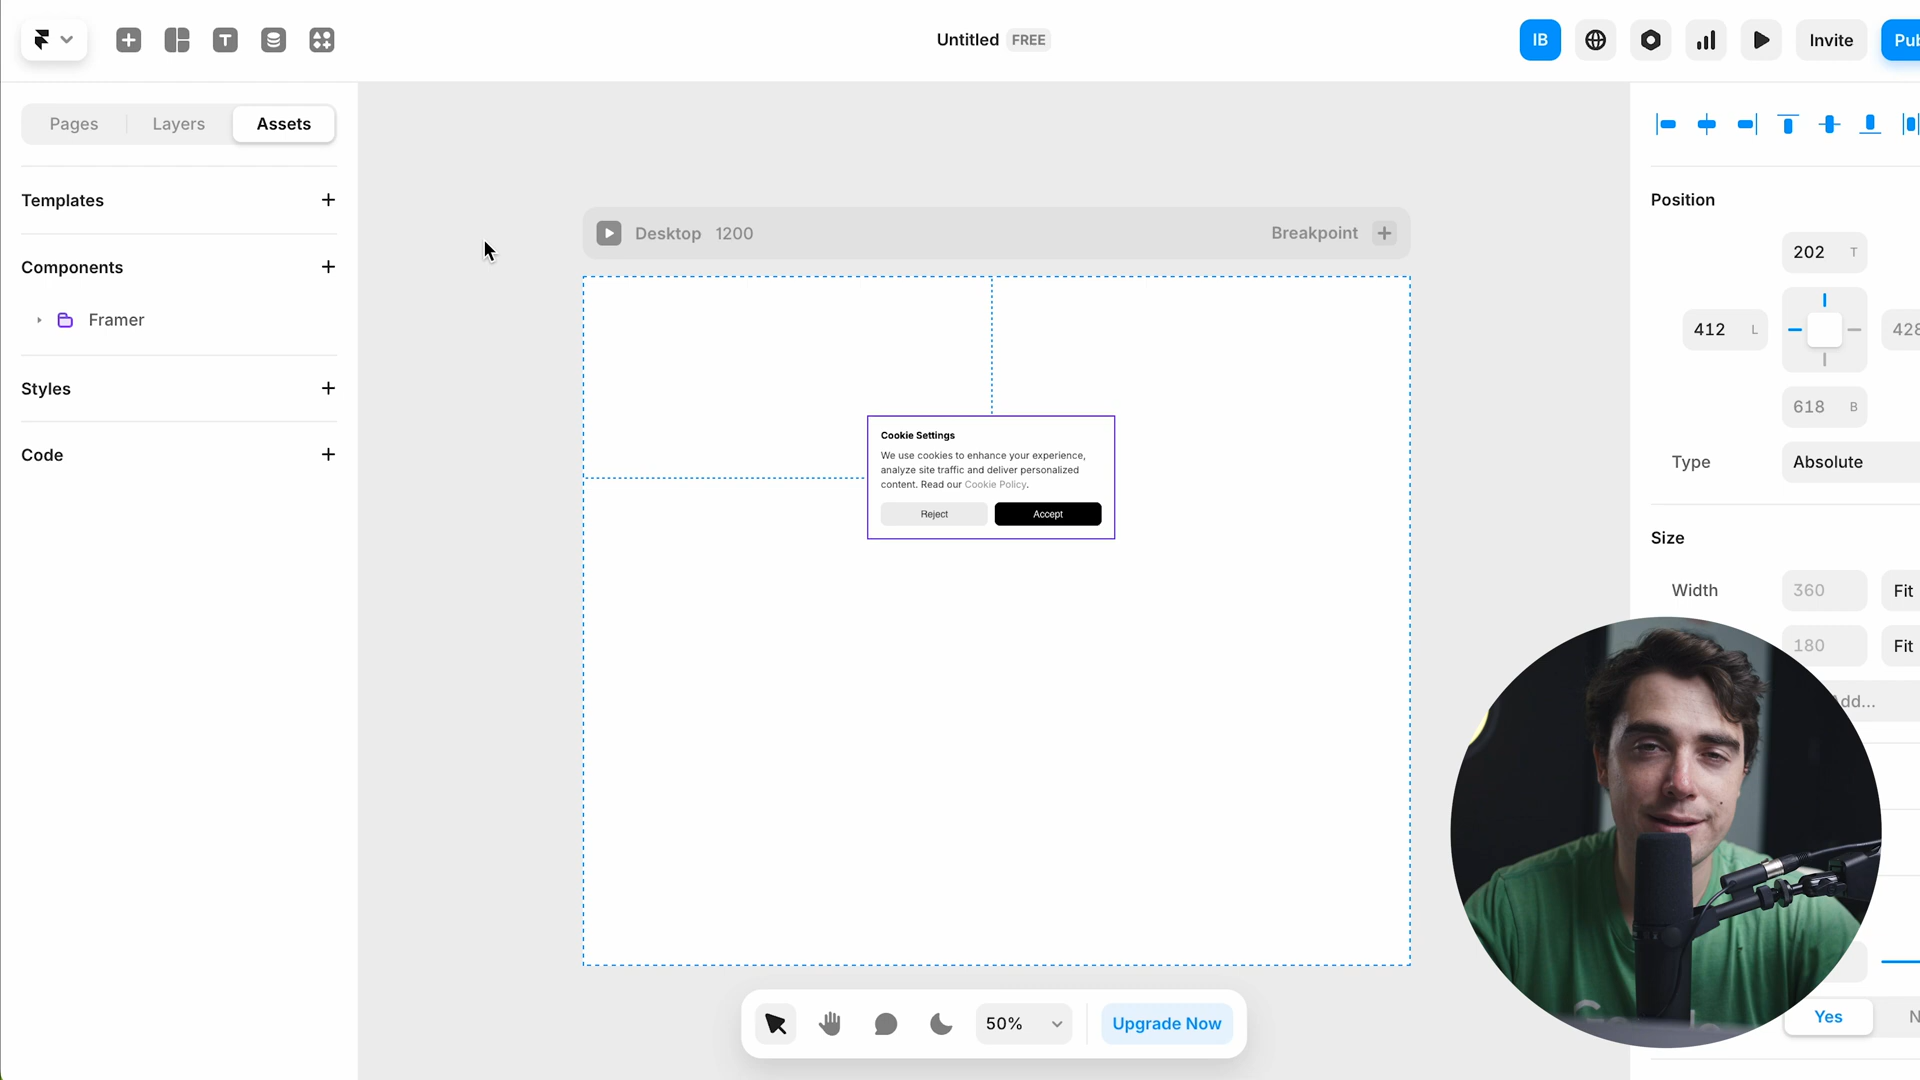 Untitled FREE
IB
Invite
Pub
Pages
Layers
Assets
Templates
Components
Framer
Styles
Code
Desktop 1200
Breakpoint
Cookie Settings
We use cookies to enhance your experience,
analyze site traffic and deliver personalized
content. Read our Cookie Policy.
Reject
Accept
50%
Upgrade Now
Position
202 T
412 L
428
618 B
Type
Absolute
Size
Width
360
Fit
180
Fit
dd...
Yes
N